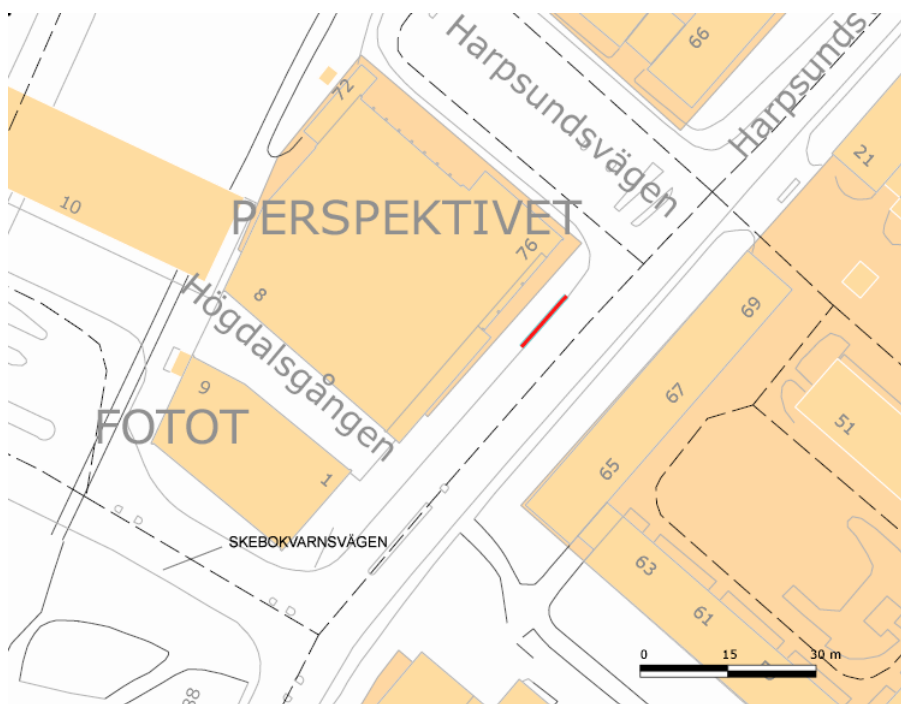 Harpsundsvägen
66
Harpsunds
72
21
10
PERSPEKTIVET
76
8
Högdalsgången
69
9
67
51
FOTOT
65
1
SKEBOKVARNSVÄGEN
63
61
0 15 30 m
38